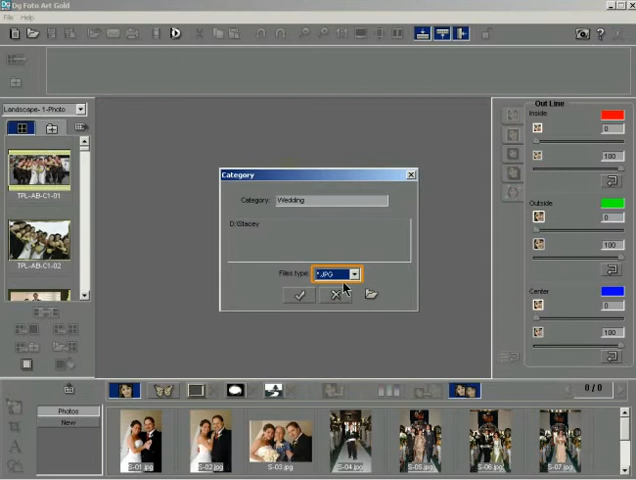 Dg Foto Art Gold
File Help
Landscape- 1-Photo
TPL-AB-C1-01
TPL-AB-C1-02
Category
Category: Wedding
D:\Stacey
Files type: *.JPG
Out Line
Inside
0
100
Outside
0
100
Center
0
100
0 / 0
Photos
New
S-01.jpg
S-02.jpg
S-03.jpg
S-04.jpg
S-05.jpg
S-06.jpg
S-07.jpg